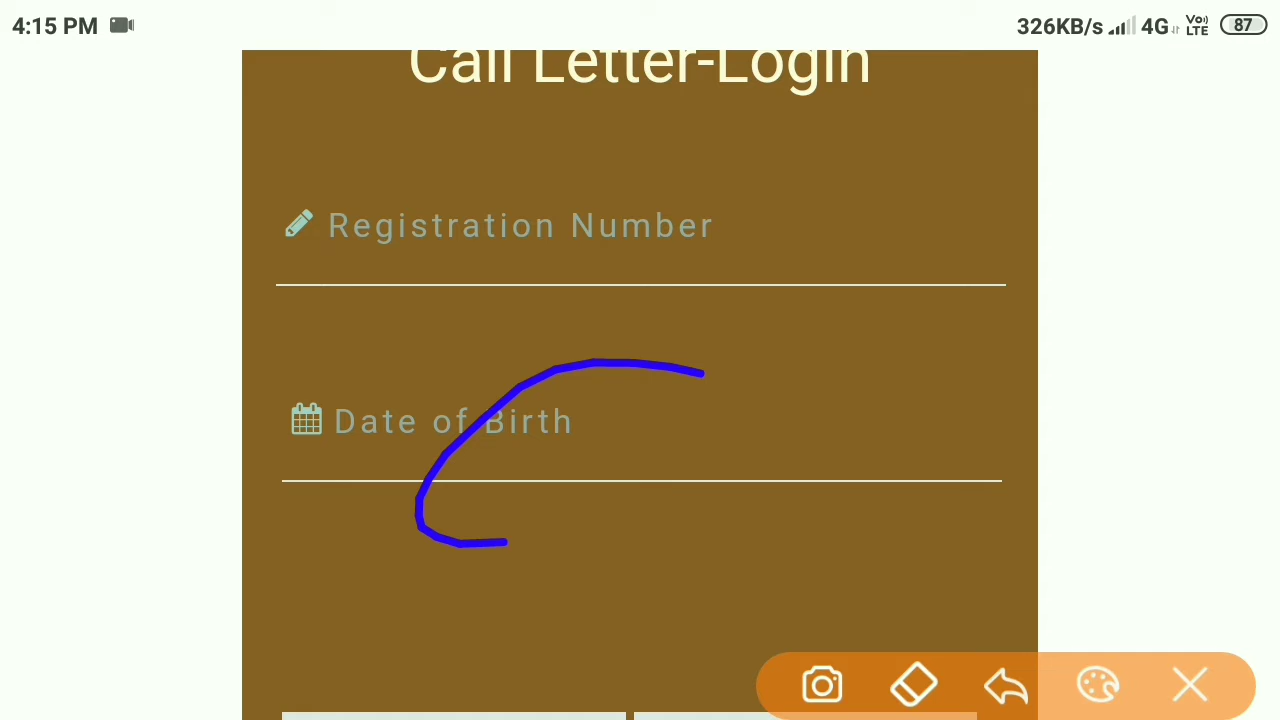 4:15 PM 326KB/s 4G Vo) LTE 87
Call Letter-Login
Registration Number
Date of Birth